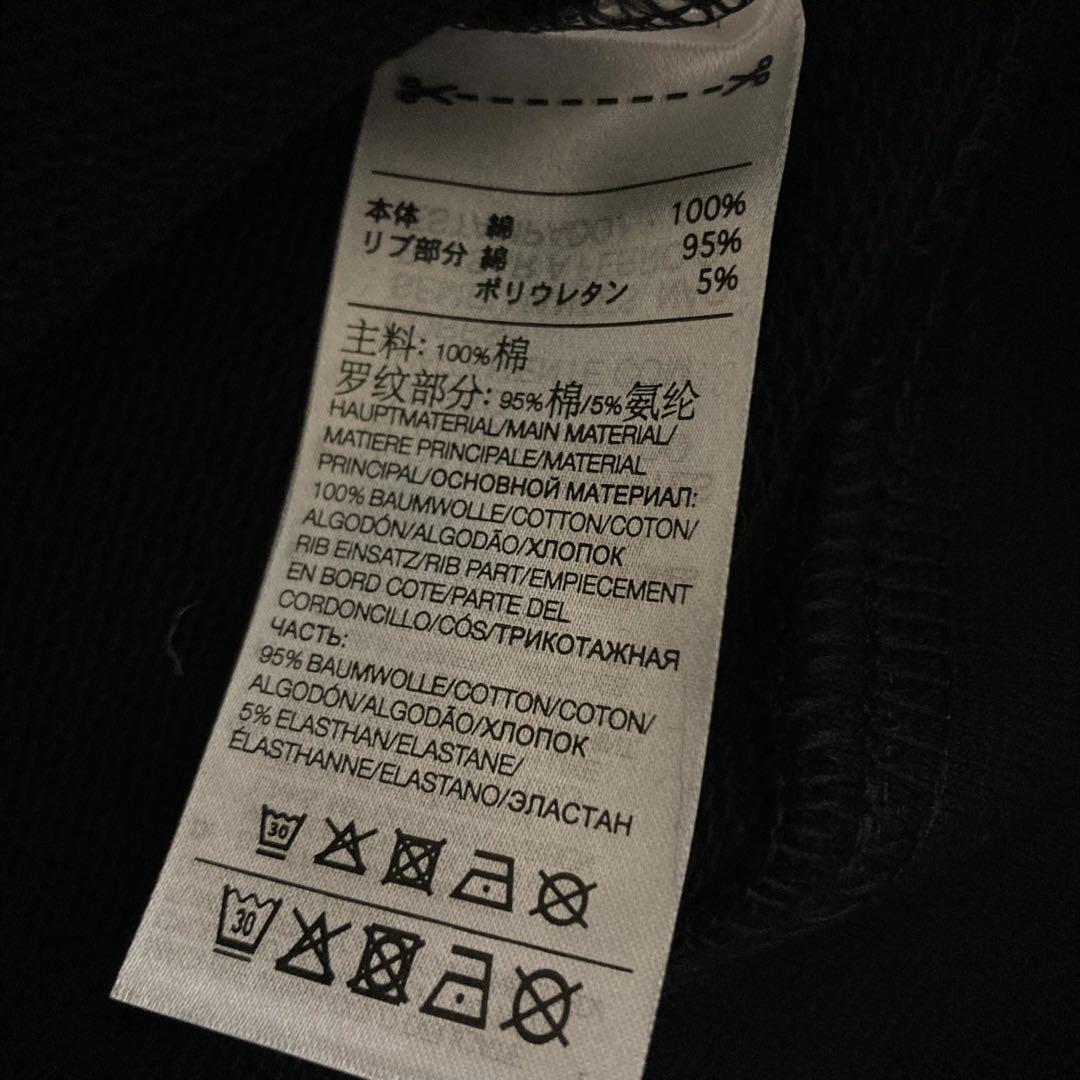 本体 綿 100%
リブ部分 綿 95%
ポリウレタン 5%
主料: 100%棉
罗纹部分: 95%棉/5%氨纶
HAUPTMATERIAL/MAIN MATERIAL/
MATIERE PRINCIPALE/MATERIAL
PRINCIPAL/ОСНОВНОЙ МАТЕРИАЛ:
100% BAUMWOLLE/COTTON/COTON/
ALGODÓN/ALGODÃO/ХЛОПОК
RIB EINSATZ/RIB PART/EMPIECEMENT
EN BORD COTE/PARTE DEL
CORDONCILLO/CÓS/ТРИКОТАЖНАЯ
ЧАСТЬ:
95% BAUMWOLLE/COTTON/COTON/
ALGODÓN/ALGODÃO/ХЛОПОК
5% ELASTHAN/ELASTANE/
ÉLASTHANNE/ELASTANO/ЭЛАСТАН
30
30